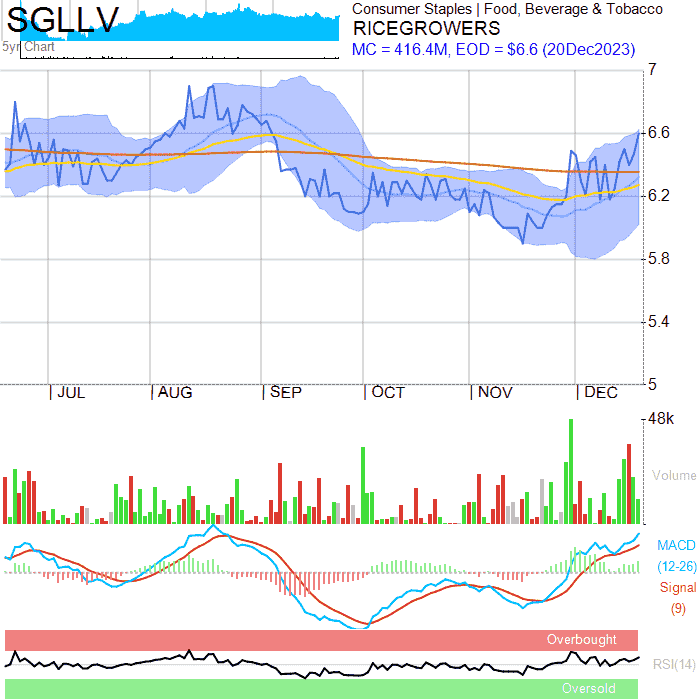 SGLLV
5yr Chart
Consumer Staples | Food, Beverage & Tobacco
RICEGROWERS
MC = 416.4M, EOD = $6.6 (20Dec2023)
7
6.6
6.2
5.8
5.4
5
| JUL | AUG | SEP | OCT | NOV | DEC
48k
Volume
MACD
(12-26)
Signal
(9)
Overbought
RSI(14)
Oversold